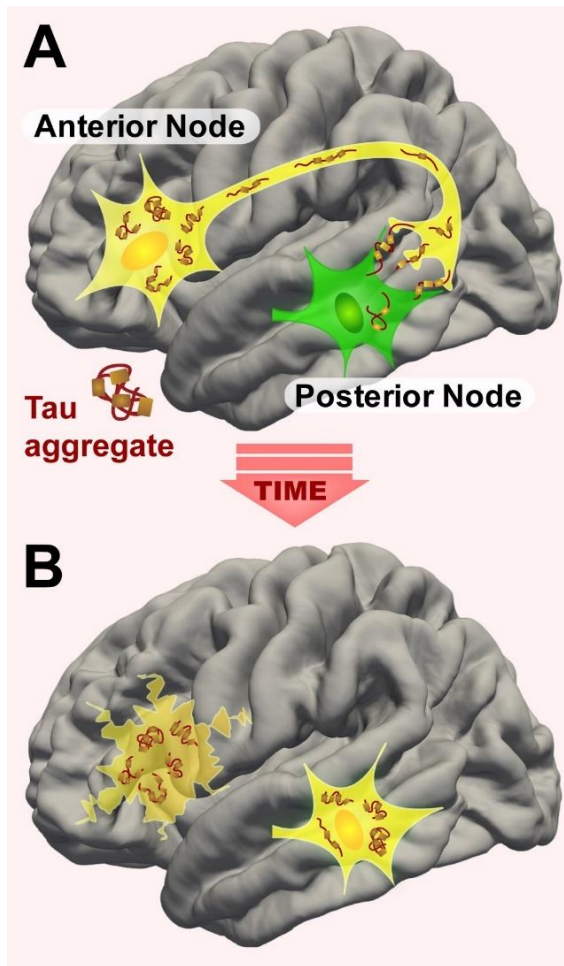 A
Anterior Node
Posterior Node
Tau
aggregate
TIME
B